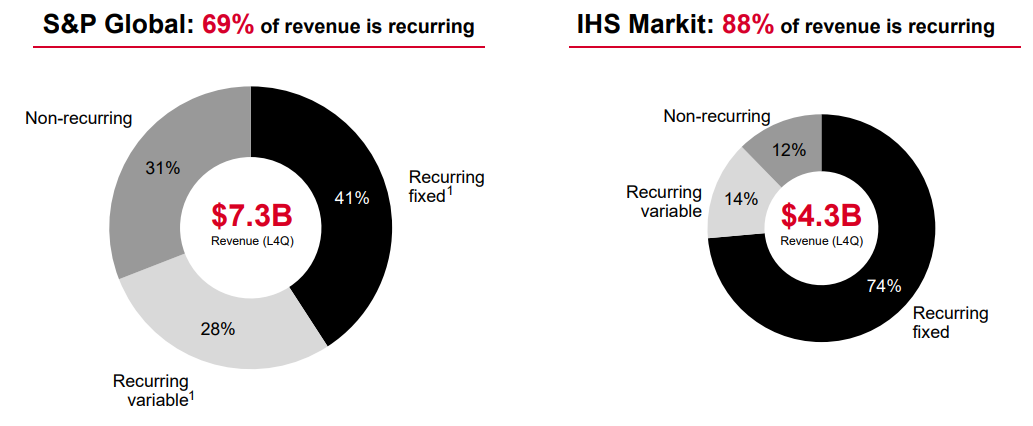 S&P Global: 69% of revenue is recurring
Non-recurring
31%
41%
Recurring
fixed1
$7.3B
Revenue (L4Q)
28%
Recurring
variable1
IHS Markit: 88% of revenue is recurring
Non-recurring
12%
Recurring
variable
14%
$4.3B
Revenue (L4Q)
74%
Recurring
fixed